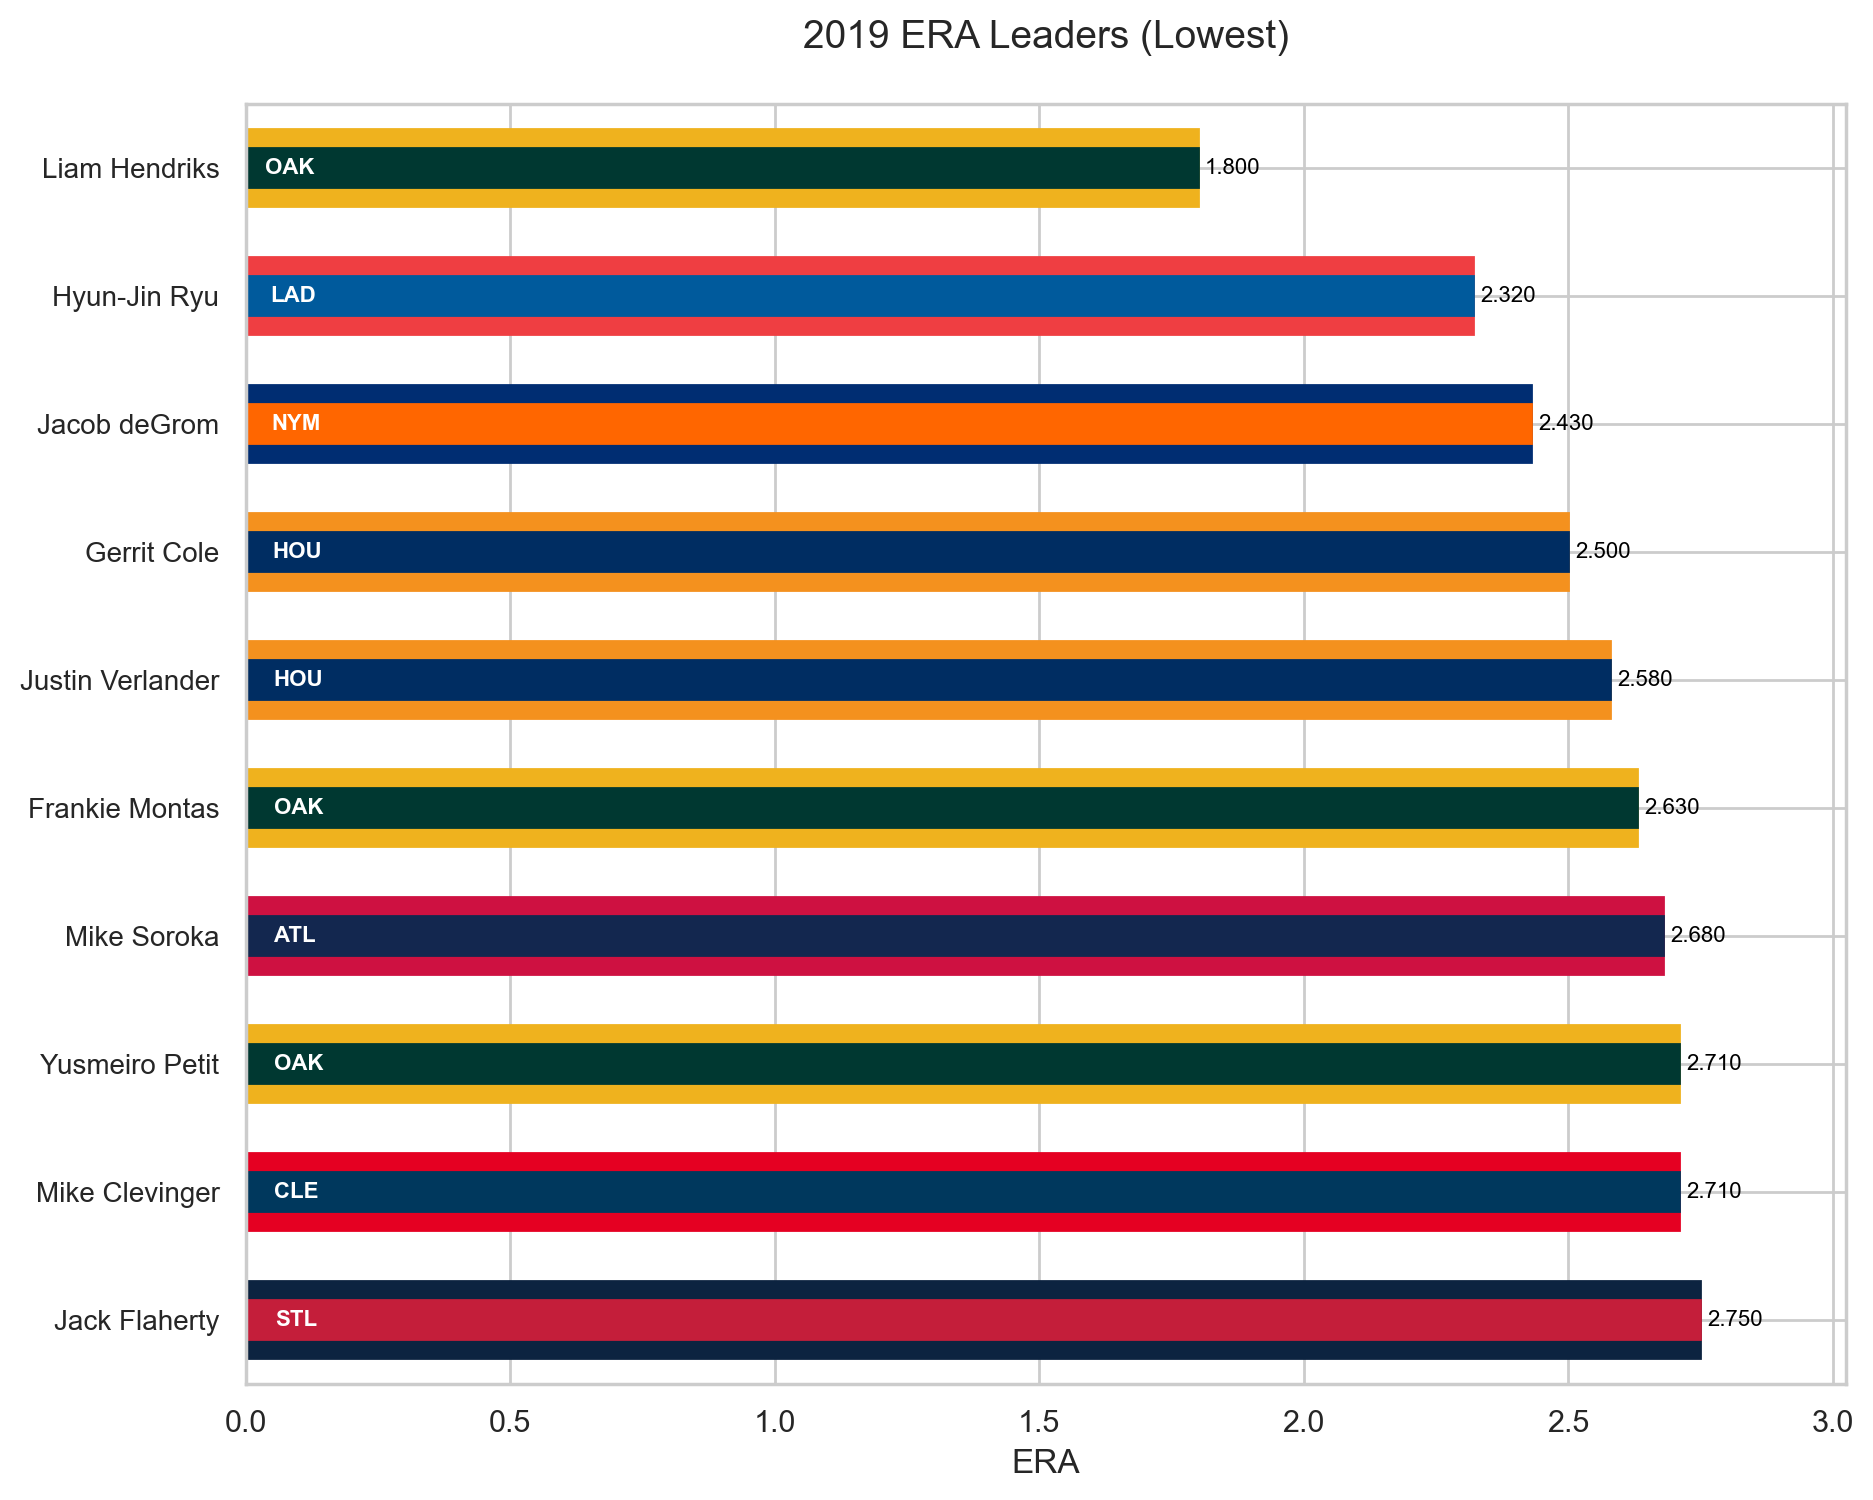 2019 ERA Leaders (Lowest)
Liam Hendriks OAK 1.800
Hyun-Jin Ryu LAD 2.320
Jacob deGrom NYM 2.430
Gerrit Cole HOU 2.500
Justin Verlander HOU 2.580
Frankie Montas OAK 2.630
Mike Soroka ATL 2.680
Yusmeiro Petit OAK 2.710
Mike Clevinger CLE 2.710
Jack Flaherty STL 2.750
0.0 0.5 1.0 1.5 2.0 2.5 3.0
ERA